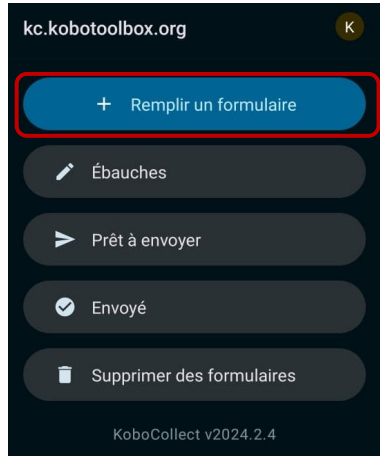 kc.kobotoolbox.org
K
+ Remplir un formulaire
Ébauches
Prêt à envoyer
Envoyé
Supprimer des formulaires
KoboCollect v2024.2.4